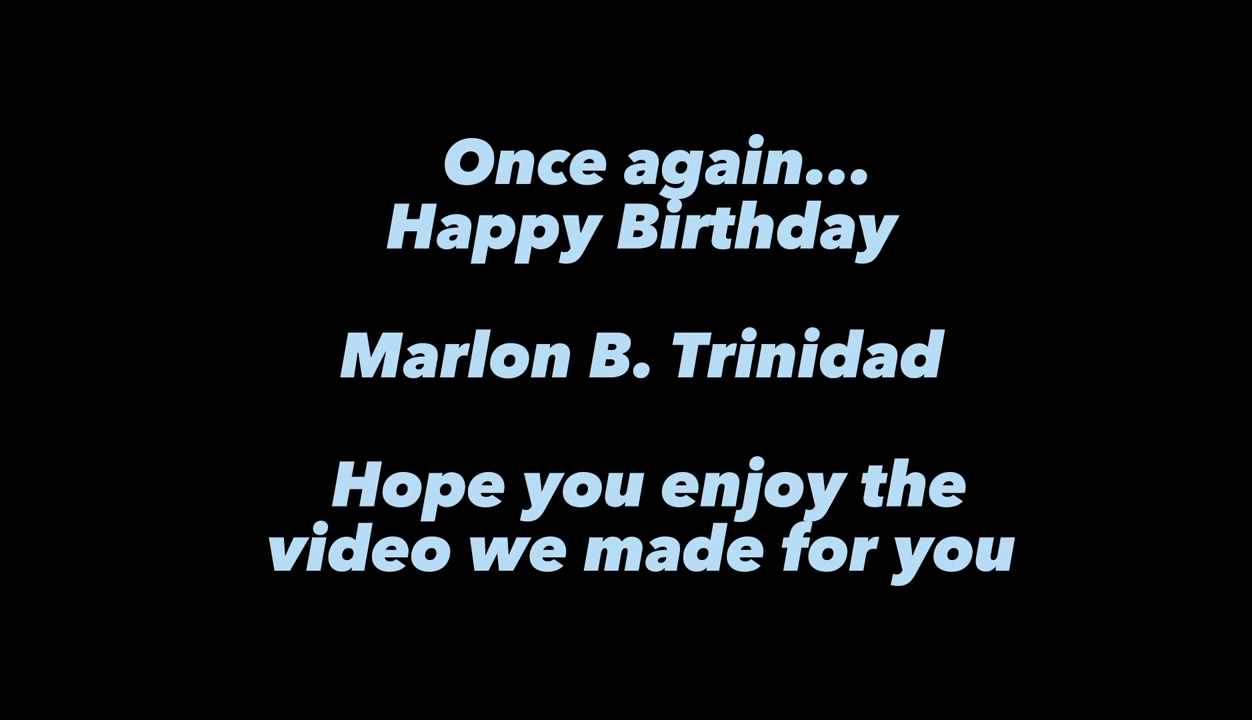 Once again...
Happy Birthday
Marlon B. Trinidad
Hope you enjoy the
video we made for you